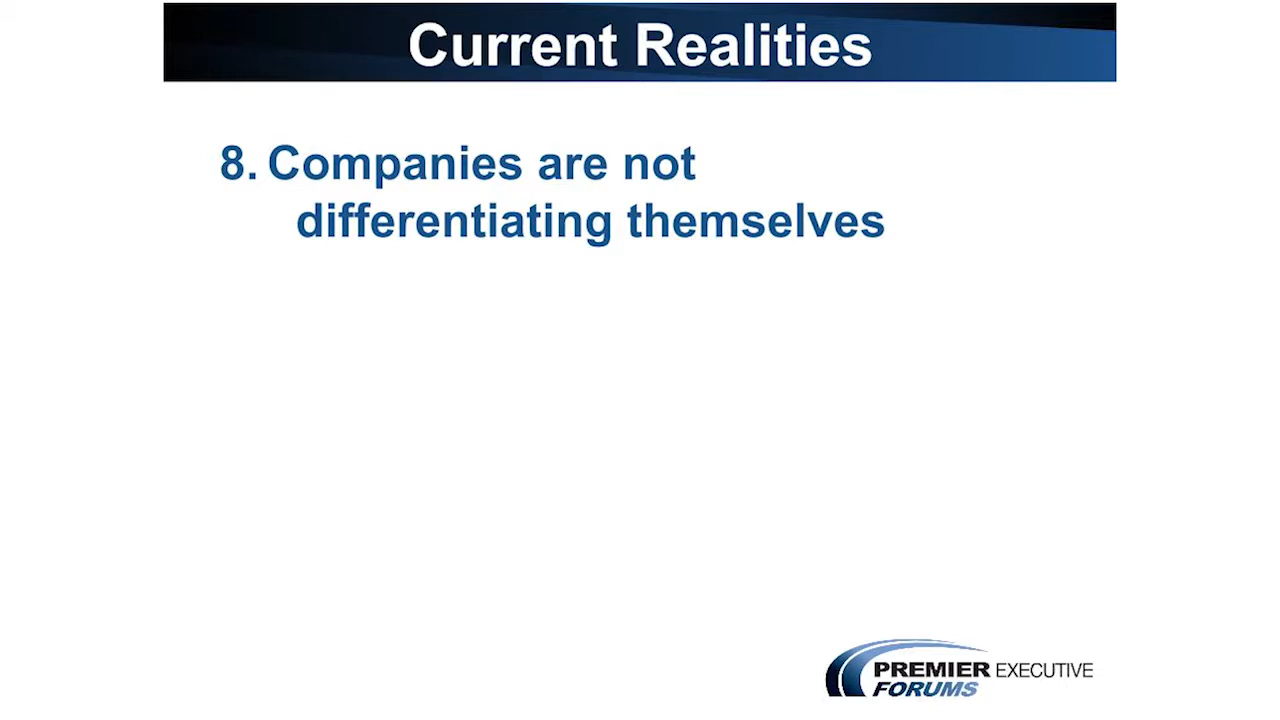 Current Realities
8. Companies are not
differentiating themselves
PREMIER EXECUTIVE
FORUMS